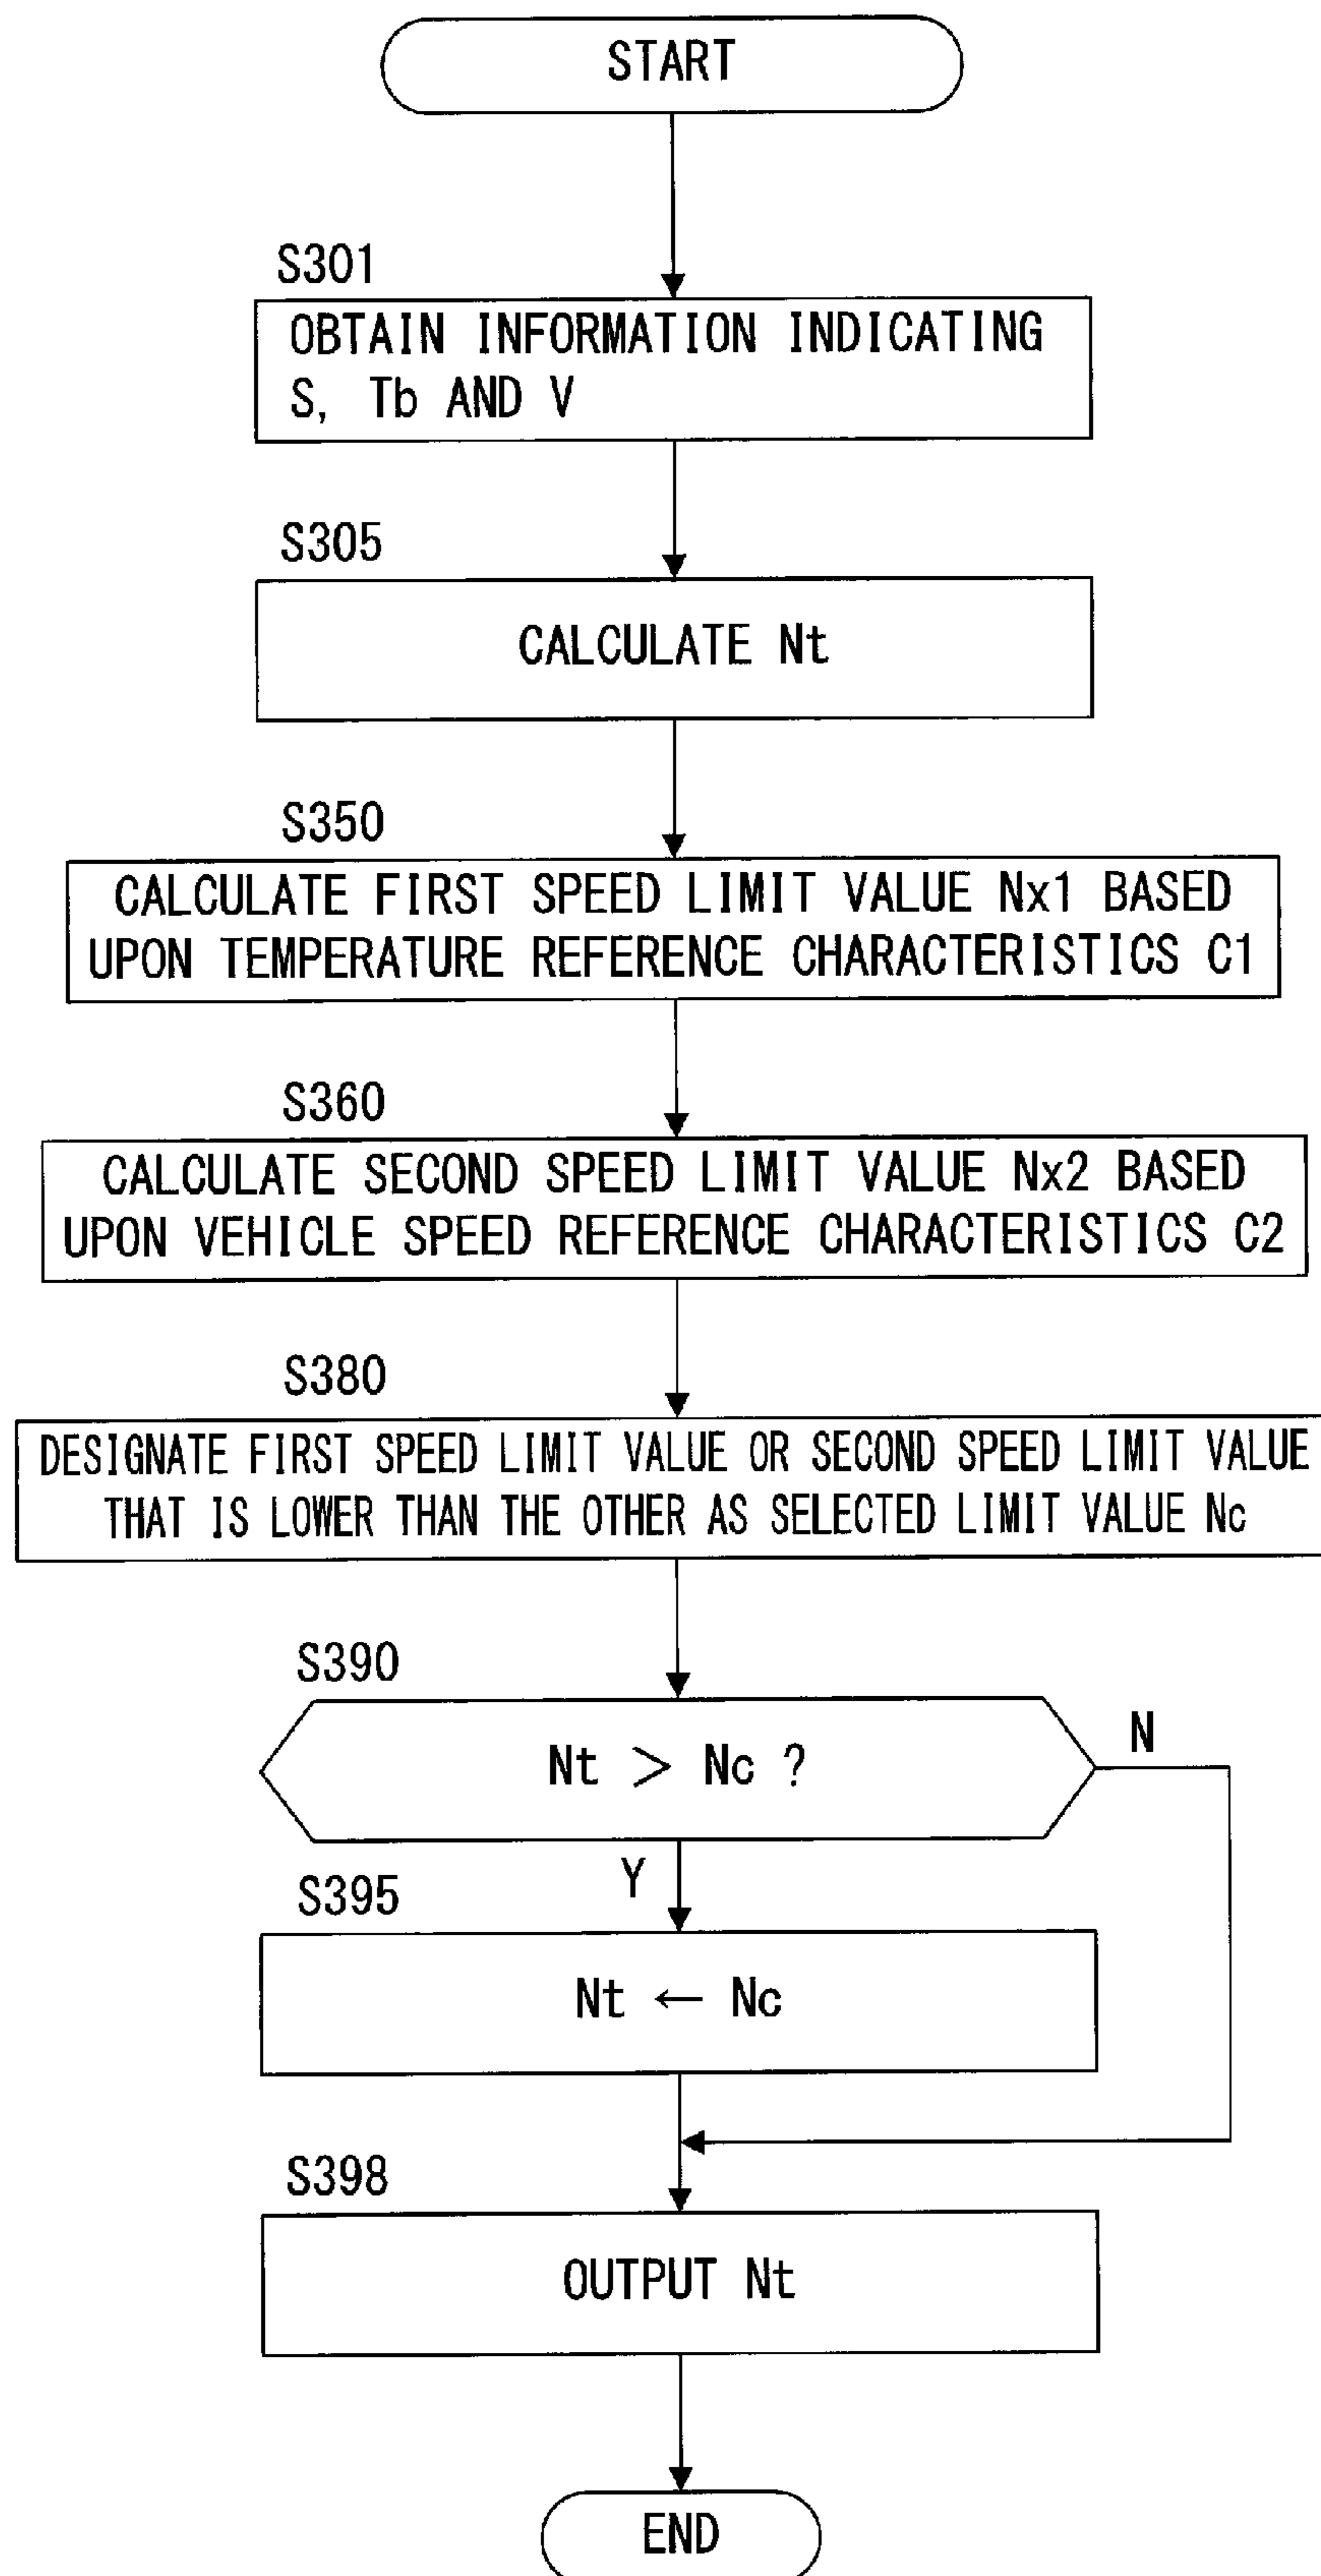 START
S301
OBTAIN INFORMATION INDICATING
S, Tb AND V
S305
CALCULATE Nt
S350
CALCULATE FIRST SPEED LIMIT VALUE Nx1 BASED
UPON TEMPERATURE REFERENCE CHARACTERISTICS C1
S360
CALCULATE SECOND SPEED LIMIT VALUE Nx2 BASED
UPON VEHICLE SPEED REFERENCE CHARACTERISTICS C2
S380
DESIGNATE FIRST SPEED LIMIT VALUE OR SECOND SPEED LIMIT VALUE
THAT IS LOWER THAN THE OTHER AS SELECTED LIMIT VALUE Nc
S390
Nt > Nc ?
N
Y
S395
Nt ← Nc
S398
OUTPUT Nt
END